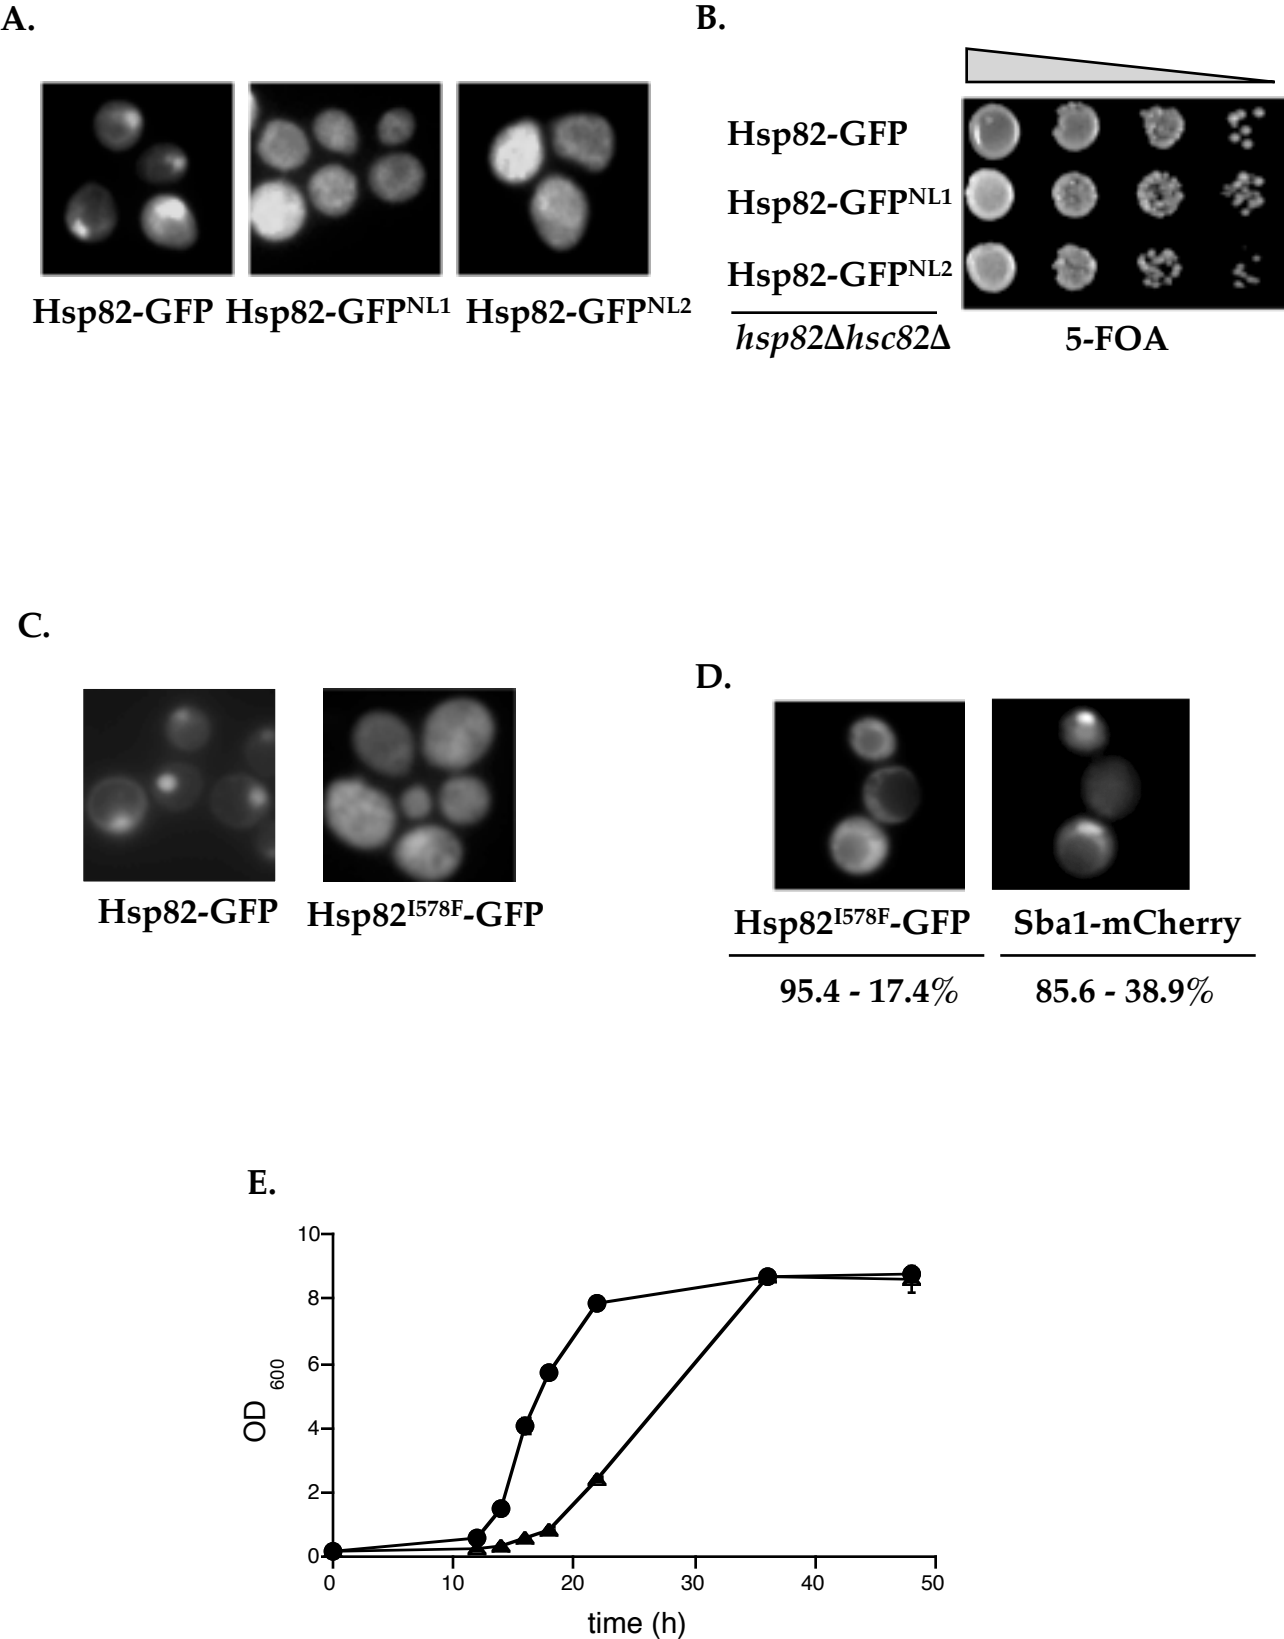 A.
Hsp82-GFP Hsp82-GFPNL1 Hsp82-GFPNL2
B.
Hsp82-GFP
Hsp82-GFPNL1
Hsp82-GFPNL2
hsp82Δhsc82Δ
5-FOA
C.
Hsp82-GFP Hsp82I578F-GFP
D.
Hsp82I578F-GFP Sba1-mCherry
95.4 - 17.4% 85.6 - 38.9%
E.
10
8
6
4
2
0
OD 600
0 10 20 30 40 50
time (h)